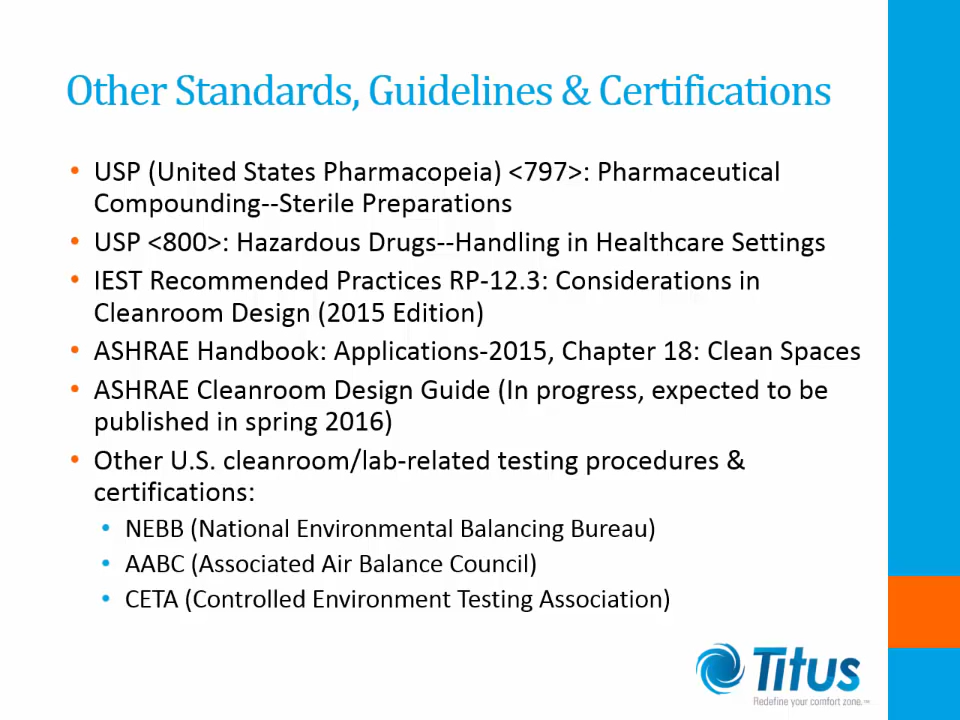 Other Standards, Guidelines & Certifications
• USP (United States Pharmacopeia) <797>: Pharmaceutical
Compounding--Sterile Preparations
• USP <800>: Hazardous Drugs--Handling in Healthcare Settings
• IEST Recommended Practices RP-12.3: Considerations in
Cleanroom Design (2015 Edition)
• ASHRAE Handbook: Applications-2015, Chapter 18: Clean Spaces
• ASHRAE Cleanroom Design Guide (In progress, expected to be
published in spring 2016)
• Other U.S. cleanroom/lab-related testing procedures &
certifications:
• NEBB (National Environmental Balancing Bureau)
• AABC (Associated Air Balance Council)
• CETA (Controlled Environment Testing Association)
Titus
Redefine your comfort zone.™